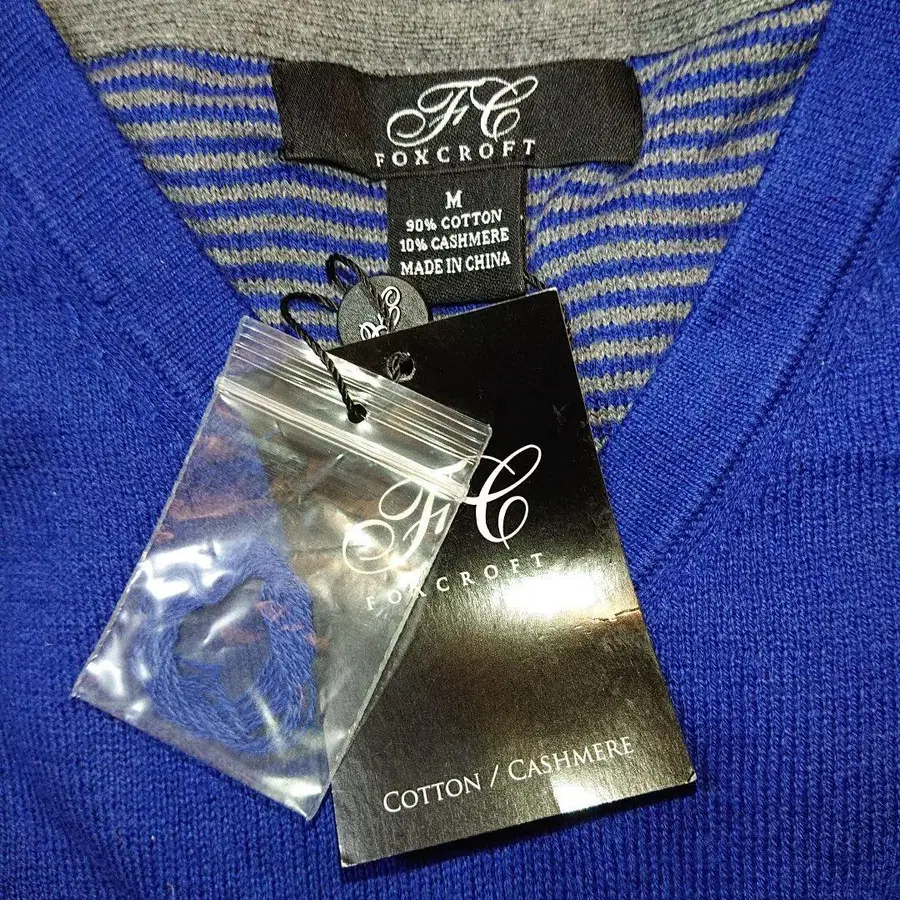 FC
FOXCROFT
M
90% COTTON
10% CASHMERE
MADE IN CHINA
FC
FOXCROFT
COTTON / CASHMERE